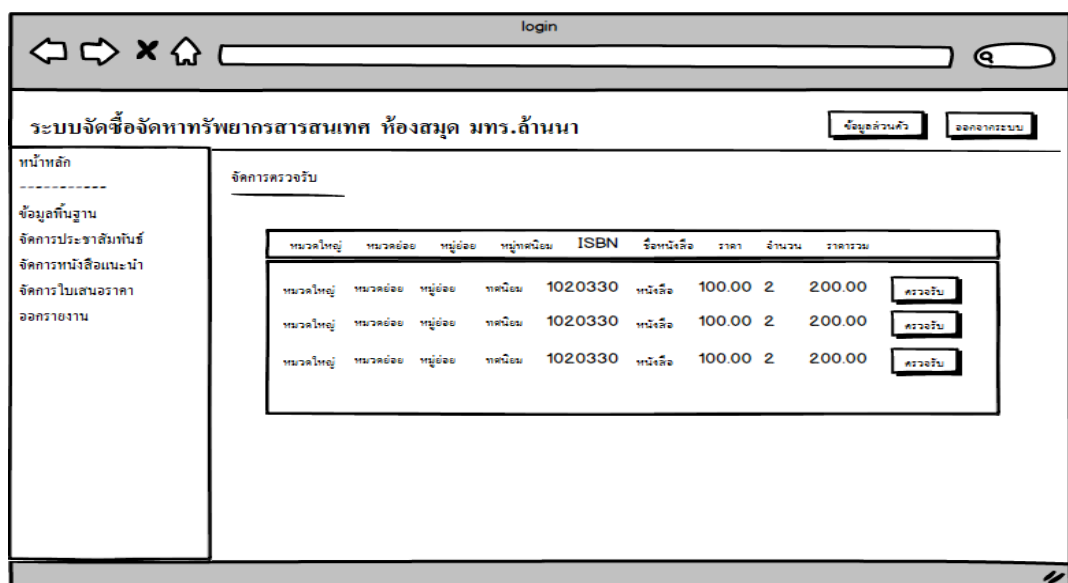 login
ระบบจัดซื้อจัดหาทรัพยากรสารสนเทศ ห้องสมุด มทร.ล้านนา
ข้อมูลส่วนตัว ออกจากระบบ
หน้าหลัก
-----------
ข้อมูลพื้นฐาน
จัดการประชาสัมพันธ์
จัดการหนังสือแนะนำ
จัดการใบเสนอราคา
ออกรายงาน
จัดการตรวจรับ
หมวดใหญ่ หมวดย่อย หมู่ย่อย หมู่ทศนิยม ISBN ชื่อหนังสือ ราคา จำนวน ราคารวม
หมวดใหญ่ หมวดย่อย หมู่ย่อย ทศนิยม 1020330 หนังสือ 100.00 2 200.00 ตรวจรับ
หมวดใหญ่ หมวดย่อย หมู่ย่อย ทศนิยม 1020330 หนังสือ 100.00 2 200.00 ตรวจรับ
หมวดใหญ่ หมวดย่อย หมู่ย่อย ทศนิยม 1020330 หนังสือ 100.00 2 200.00 ตรวจรับ